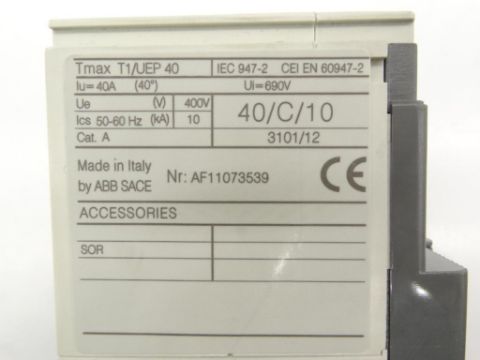 Tmax T1/UEP 40 IEC 947-2 CEI EN 60947-2
Iu=40A (40°) Ui=690V
Ue (V) 400V 40/C/10
Ics 50-60 Hz (kA) 10
Cat. A 3101/12
Made in Italy
by ABB SACE Nr: AF11073539 CE
ACCESSORIES
SOR